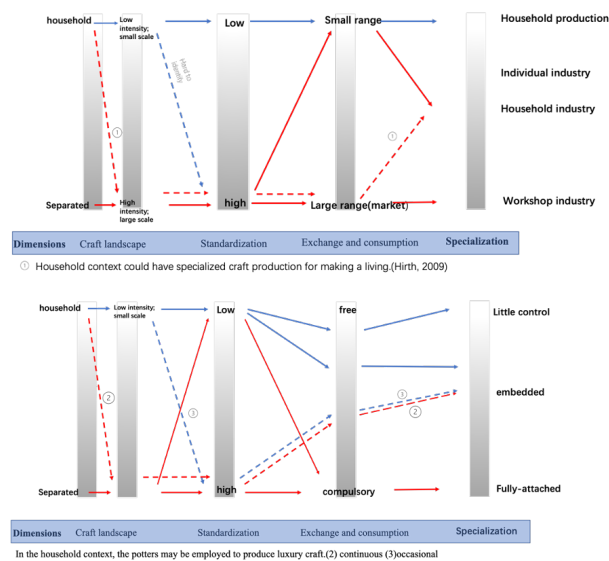 household
Low
intensity;
small scale
Low
Small range
Household production
Hard to
identify
Individual industry
Household industry
1
1
Separated
High
intensity;
large scale
high
Large range(market)
Workshop industry
Dimensions Craft landscape Standardization Exchange and consumption Specialization
① Household context could have specialized craft production for making a living.(Hirth, 2009)
household
Low intensity;
small scale
Low
free
Little control
2
3
3
2
embedded
Separated
high
compulsory
Fully-attached
Dimensions Craft landscape Standardization Exchange and consumption Specialization
In the household context, the potters may be employed to produce luxury craft.(2) continuous (3)occasional